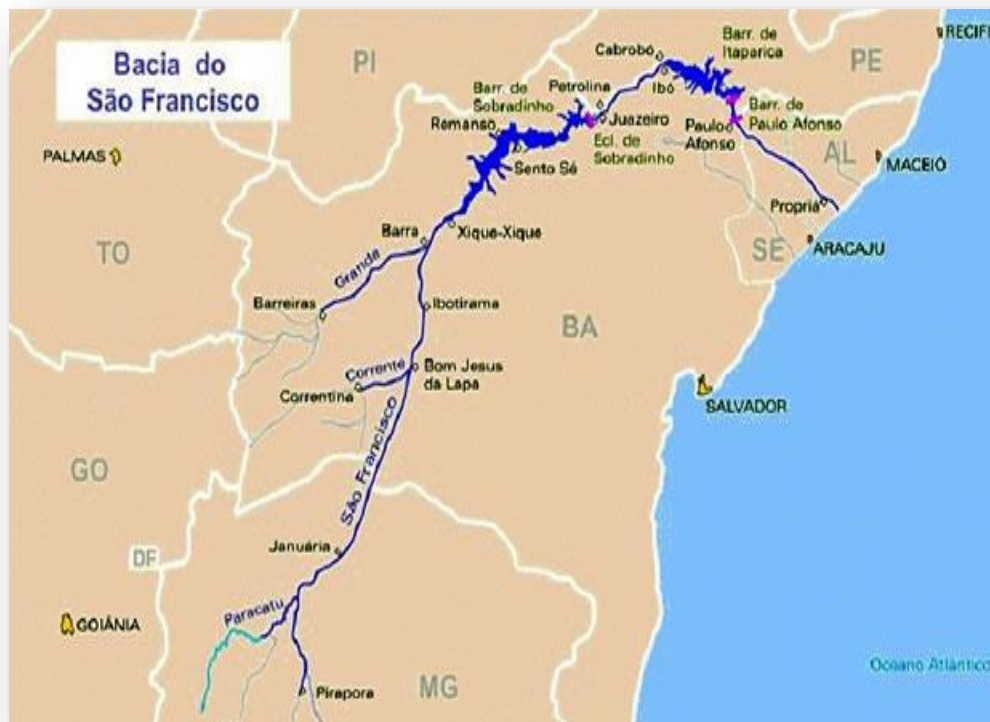 Bacia do
São Francisco
RECIFE
Barr. de
Itaparica
Cabrobó
PE
PI
Ibó
Petrolina
Barr. de
Sobradinho
Juazeiro
Barr. de
Paulo Afonso
Remanso
Paulo
Afonso
Ecl. de
Sobradinho
AL
PALMAS
MACEIÓ
Sento Sé
Propriá
Xique-Xique
Barra
SE
ARACAJU
TO
Grande
Barreiras
Ibotirama
BA
Corrente
Bom Jesus
da Lapa
Correntina
SALVADOR
São Francisco
GO
Januária
DF
Paracatu
GOIÂNIA
Oceano Atlântico
Pirapora
MG